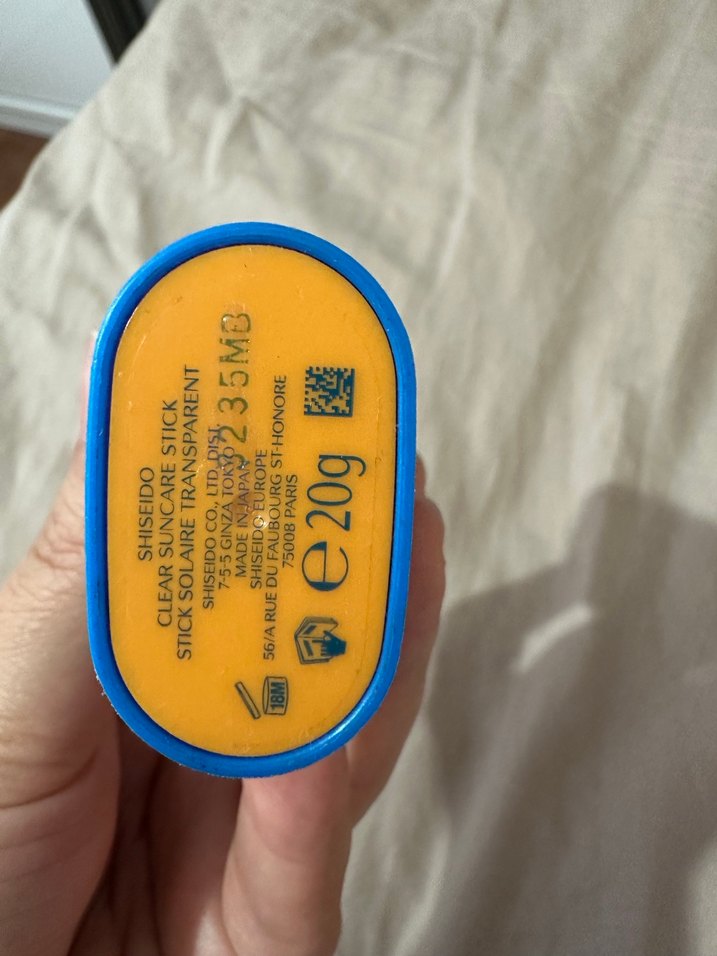 SHISEIDO
CLEAR SUNCARE STICK
STICK SOLAIRE TRANSPARENT
SHISEIDO CO., LTD. DIST.
7-5-5 GINZA, TOKYO
MADE IN JAPAN
SHISEIDO EUROPE
56/A RUE DU FAUBOURG ST-HONORE
75008 PARIS
℮ 20g
18M